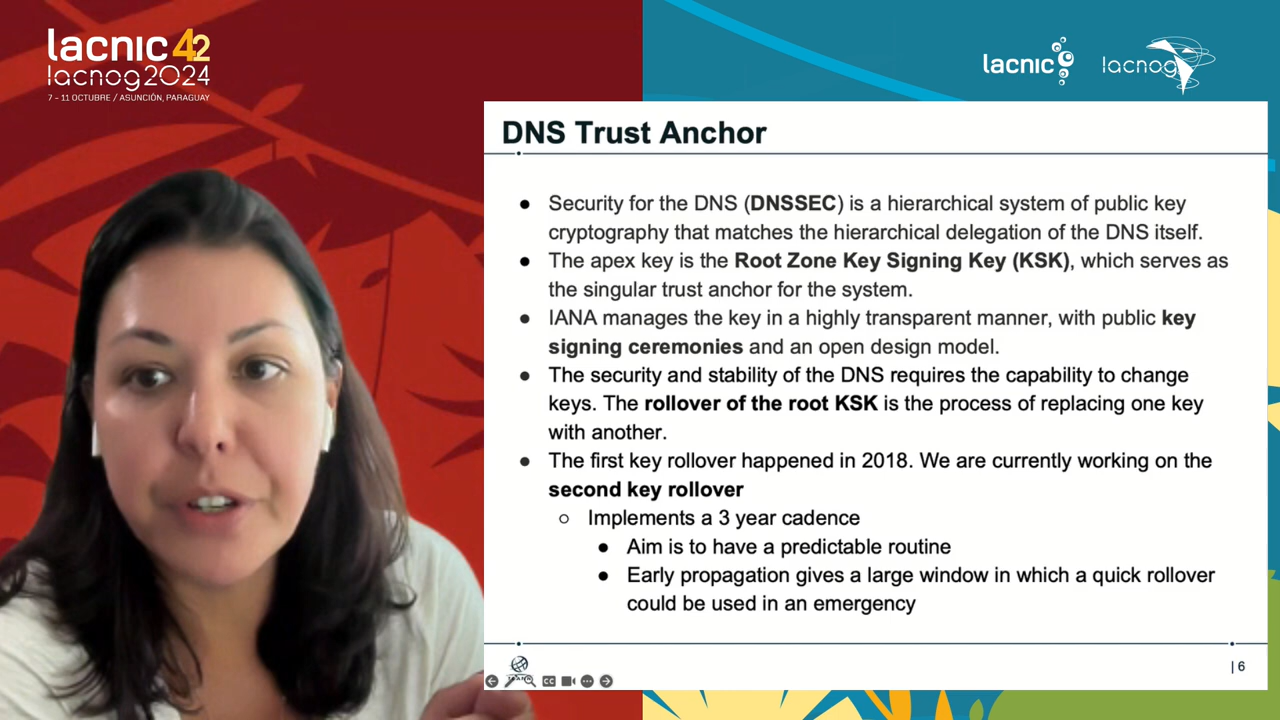 lacnic 42
lacnog2024
7 - 11 OCTUBRE / ASUNCIÓN, PARAGUAY
lacnic
lacnog
DNS Trust Anchor
● Security for the DNS (DNSSEC) is a hierarchical system of public key
cryptography that matches the hierarchical delegation of the DNS itself.
● The apex key is the Root Zone Key Signing Key (KSK), which serves as
the singular trust anchor for the system.
● IANA manages the key in a highly transparent manner, with public key
signing ceremonies and an open design model.
● The security and stability of the DNS requires the capability to change
keys. The rollover of the root KSK is the process of replacing one key
with another.
● The first key rollover happened in 2018. We are currently working on the
second key rollover
○ Implements a 3 year cadence
● Aim is to have a predictable routine
● Early propagation gives a large window in which a quick rollover
could be used in an emergency
CC
| 6